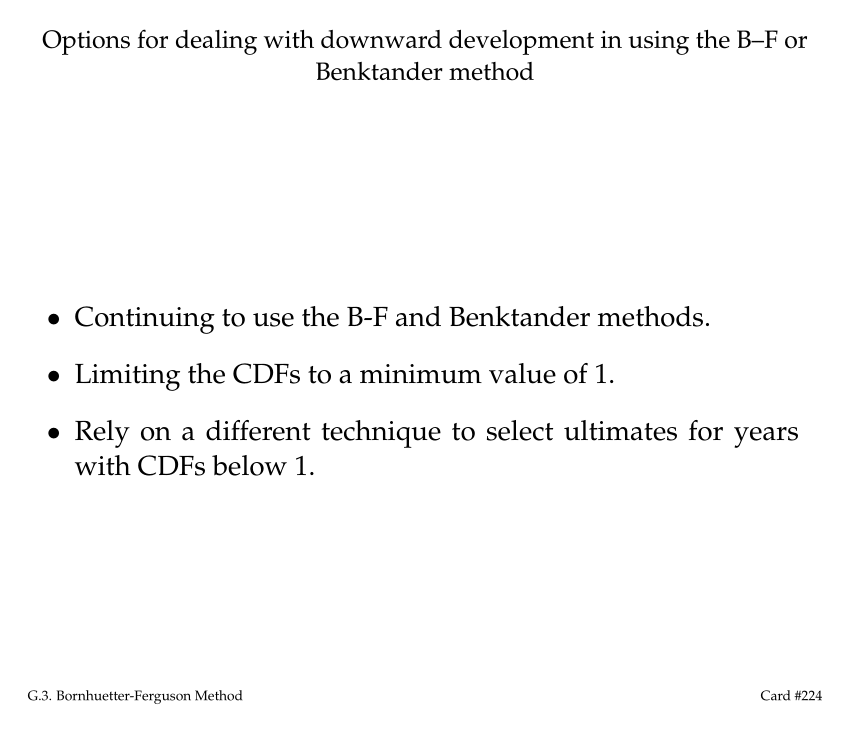 Options for dealing with downward development in using the B–F or
Benktander method
• Continuing to use the B-F and Benktander methods.
• Limiting the CDFs to a minimum value of 1.
• Rely on a different technique to select ultimates for years
with CDFs below 1.
G.3. Bornhuetter-Ferguson Method
Card #224